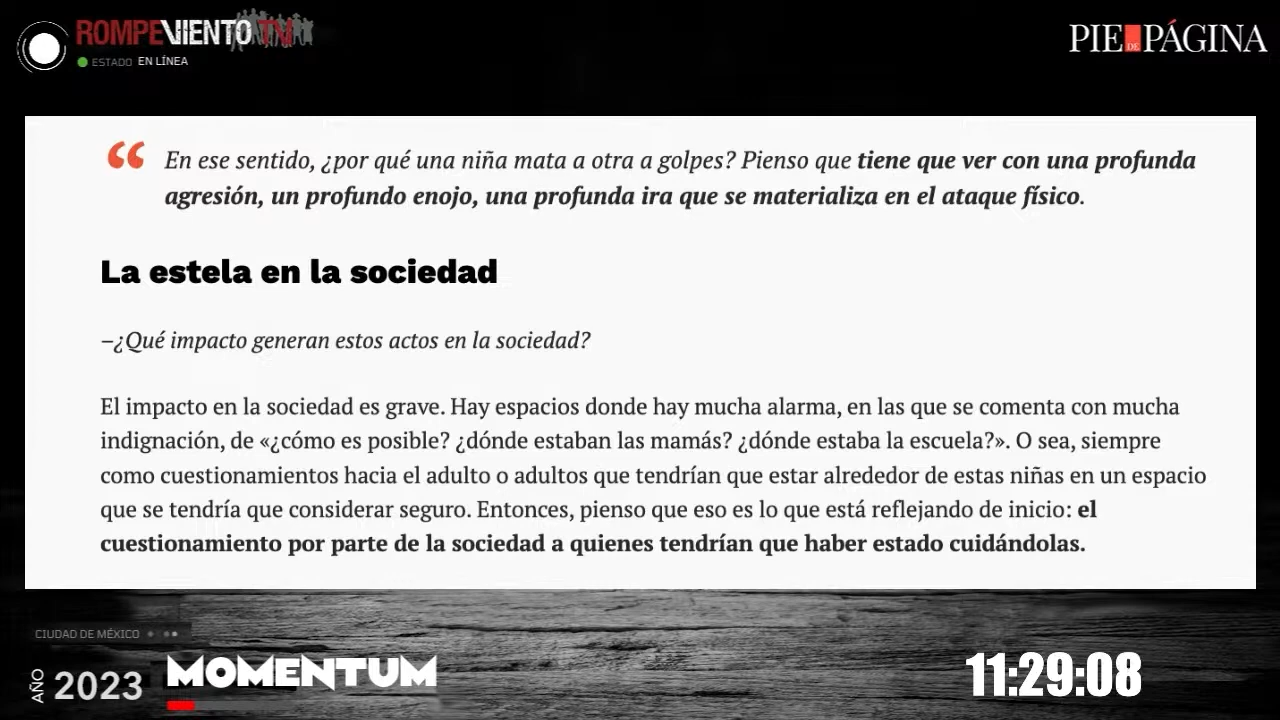 ROMPEVIENTO TV
ESTADO EN LÍNEA
PIE DE PÁGINA
“ En ese sentido, ¿por qué una niña mata a otra a golpes? Pienso que tiene que ver con una profunda
agresión, un profundo enojo, una profunda ira que se materializa en el ataque físico.
La estela en la sociedad
–¿Qué impacto generan estos actos en la sociedad?
El impacto en la sociedad es grave. Hay espacios donde hay mucha alarma, en las que se comenta con mucha
indignación, de «¿cómo es posible? ¿dónde estaban las mamás? ¿dónde estaba la escuela?». O sea, siempre
como cuestionamientos hacia el adulto o adultos que tendrían que estar alrededor de estas niñas en un espacio
que se tendría que considerar seguro. Entonces, pienso que eso es lo que está reflejando de inicio: el
cuestionamiento por parte de la sociedad a quienes tendrían que haber estado cuidándolas.
CIUDAD DE MÉXICO
AÑO 2023 MOMENTUM
11:29:08